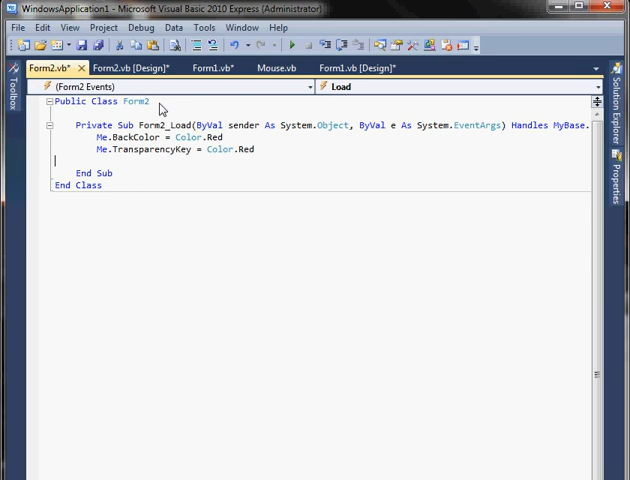 WindowsApplication1 - Microsoft Visual Basic 2010 Express (Administrator)
File Edit View Project Debug Data Tools Window Help
Form2.vb* Form2.vb [Design]* Form1.vb* Mouse.vb Form1.vb [Design]*
(Form2 Events) Load
Toolbox
Public Class Form2
Private Sub Form2_Load(ByVal sender As System.Object, ByVal e As System.EventArgs) Handles MyBase.
Me.BackColor = Color.Red
Me.TransparencyKey = Color.Red
End Sub
End Class
Solution Explorer
Properties